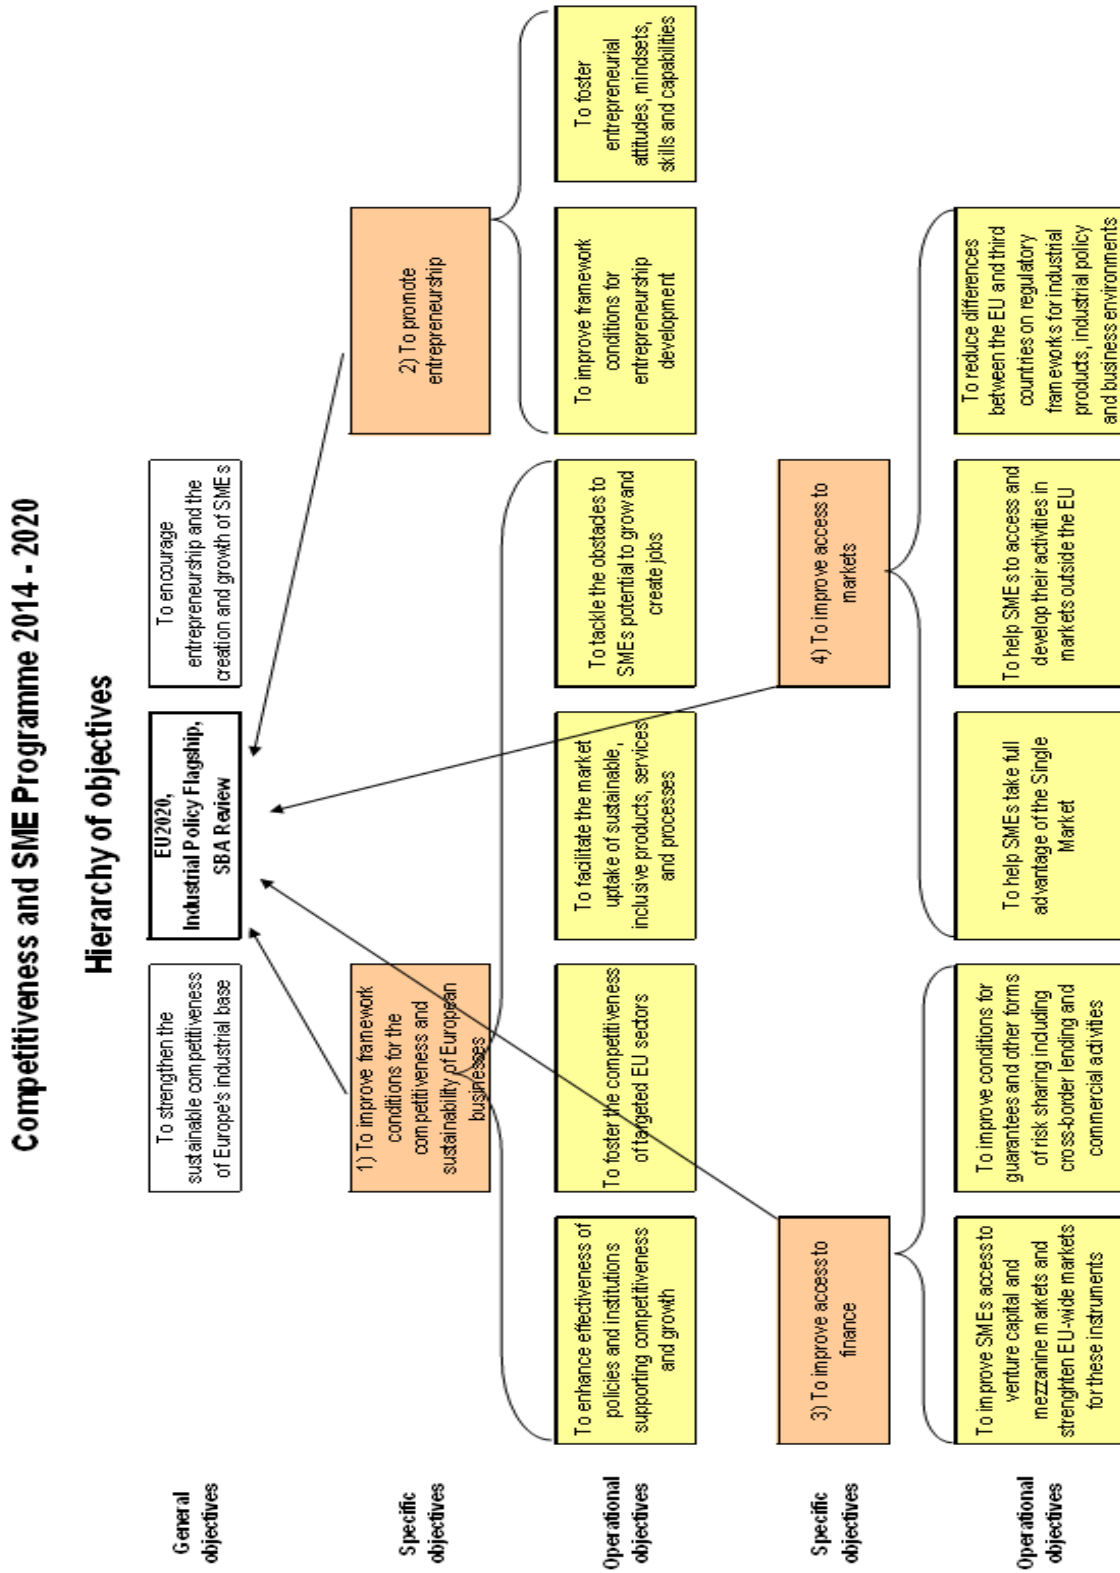 Competitiveness and SME Programme 2014 - 2020
Hierarchy of objectives
General
objectives
To strengthen the
sustainable competitiveness
of Europe's industrial base
EU2020,
Industrial Policy Flagship,
SBA Review
To encourage
entrepreneurship and the
creation and growth of SMEs
Specific
objectives
1) To improve framework
conditions for the
competitiveness and
sustainability of European
businesses
2) To promote
entrepreneurship
Operational
objectives
To enhance effectiveness of
policies and institutions
supporting competitiveness
and growth
To foster the competitiveness
of targeted EU sectors
To facilitate the market
uptake of sustainable,
inclusive products, services
and processes
To tackle the obstacles to
SMEs potential to grow and
create jobs
To improve framework
conditions for
entrepreneurship
development
To foster
entrepreneurial
attitudes, mindsets,
skills and capabilities
Specific
objectives
3) To improve access to
finance
4) To improve access to
markets
Operational
objectives
To improve SMEs access to
venture capital and
mezzanine markets and
strenghten EU-wide markets
for these instruments
To improve conditions for
guarantees and other forms
of risk sharing including
cross-border lending and
commercial activities
To help SMEs take full
advantage of the Single
Market
To help SMEs to access and
develop their activities in
markets outside the EU
To reduce differences
between the EU and third
countries on regulatory
frameworks for industrial
products, industrial policy
and business environments